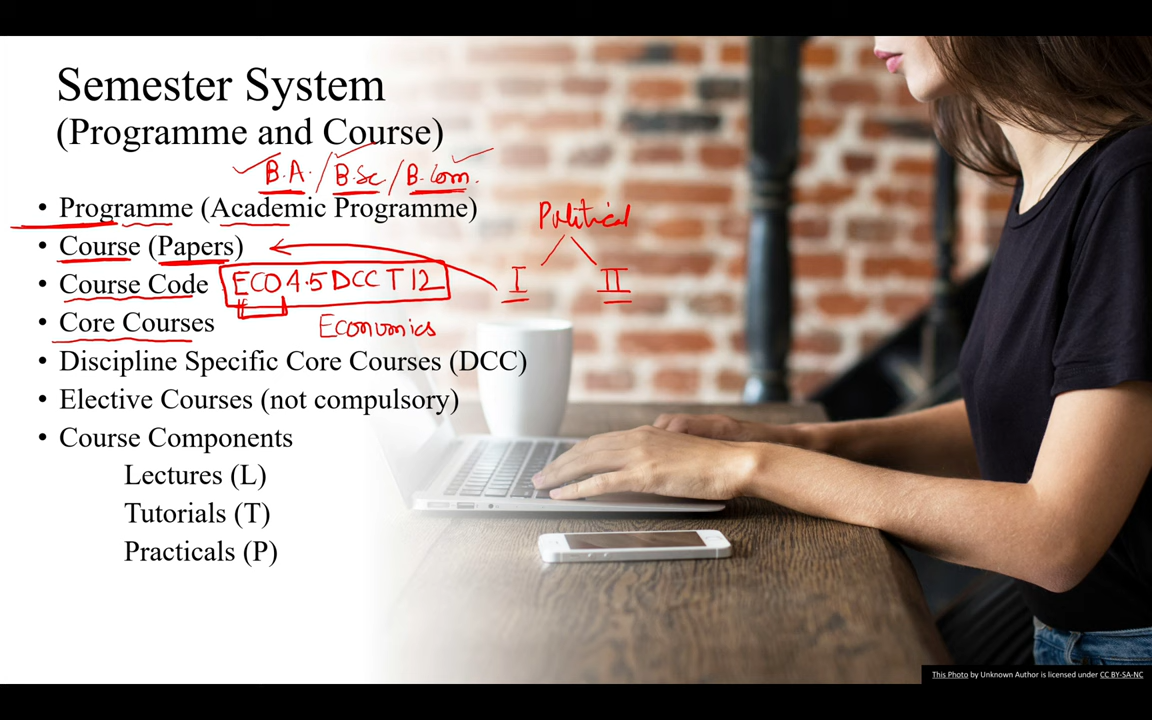 Semester System
(Programme and Course)
B.A. / B.Sc / B.Com.
• Programme (Academic Programme)
Political
• Course (Papers)
I II
• Course Code ECO 4.5 DCC T 12
• Core Courses
Economics
• Discipline Specific Core Courses (DCC)
• Elective Courses (not compulsory)
• Course Components
Lectures (L)
Tutorials (T)
Practicals (P)
This Photo by Unknown Author is licensed under CC BY-SA-NC